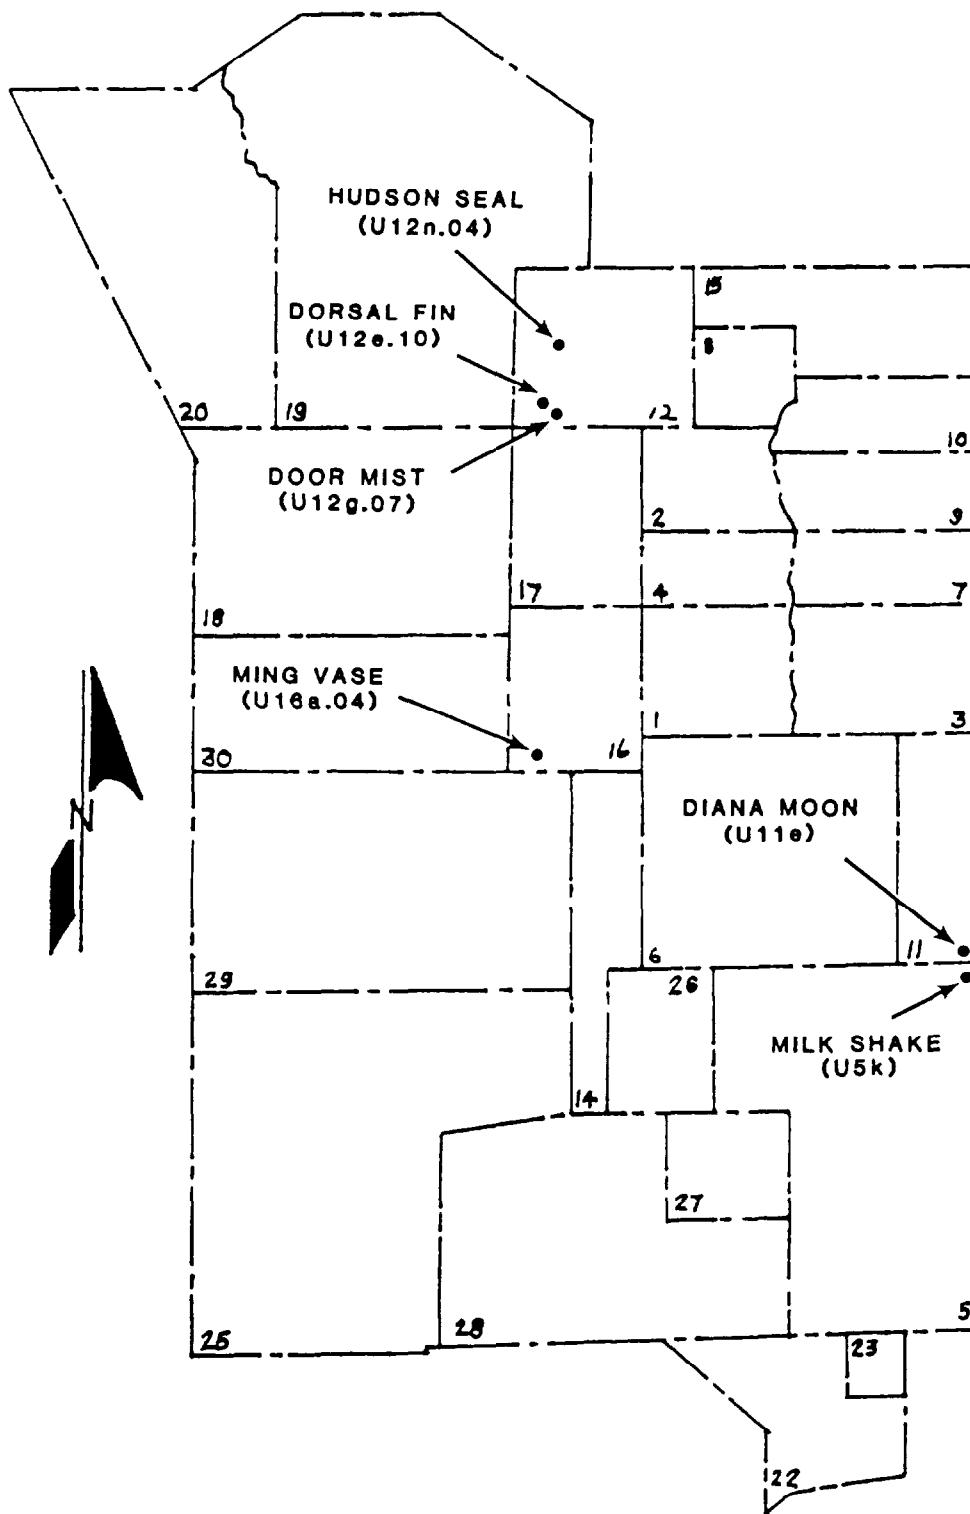 HUDSON SEAL
(U12n.04)
15
DORSAL FIN
(U12e.10)
8
20
19
12
10
DOOR MIST
(U12g.07)
2
9
17
4
7
18
MING VASE
(U16a.04)
1
3
30
16
DIANA MOON
(U11e)
N
6
11
29
26
MILK SHAKE
(U5k)
14
27
5
25
28
23
22